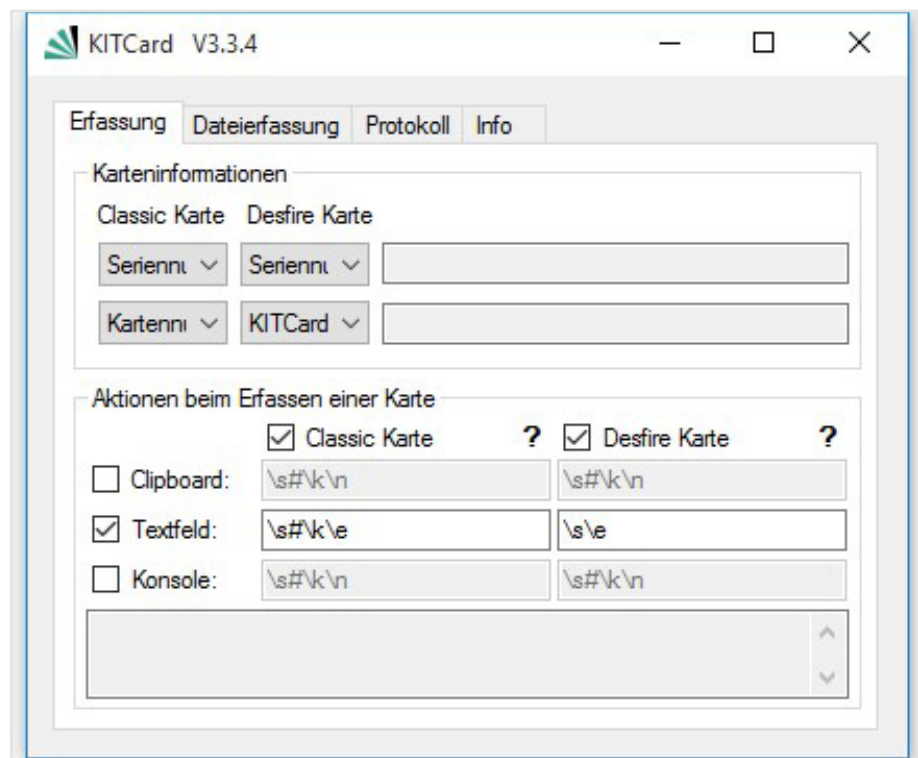 KITCard V3.3.4
Erfassung Dateierfassung Protokoll Info
Karteninformationen
Classic Karte Desfire Karte
Seriennu Seriennu
Kartennu KITCard
Aktionen beim Erfassen einer Karte
Classic Karte ? Desfire Karte ?
Clipboard: \s#\k\n \s#\k\n
Textfeld: \s#\k\e \s\e
Konsole: \s#\k\n \s#\k\n